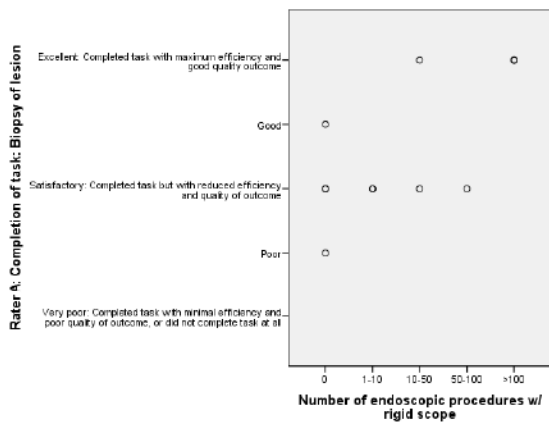 Rater A: Completion of task: Biopsy of lesion
Excellent: Completed task with maximum efficiency and
good quality outcome
Good
Satisfactory: Completed task but with reduced efficiency
and quality of outcome
Poor
Very poor: Completed task with minimal efficiency and
poor quality of outcome, or did not complete task at all
0 1-10 10-50 50-100 >100
Number of endoscopic procedures w/
rigid scope